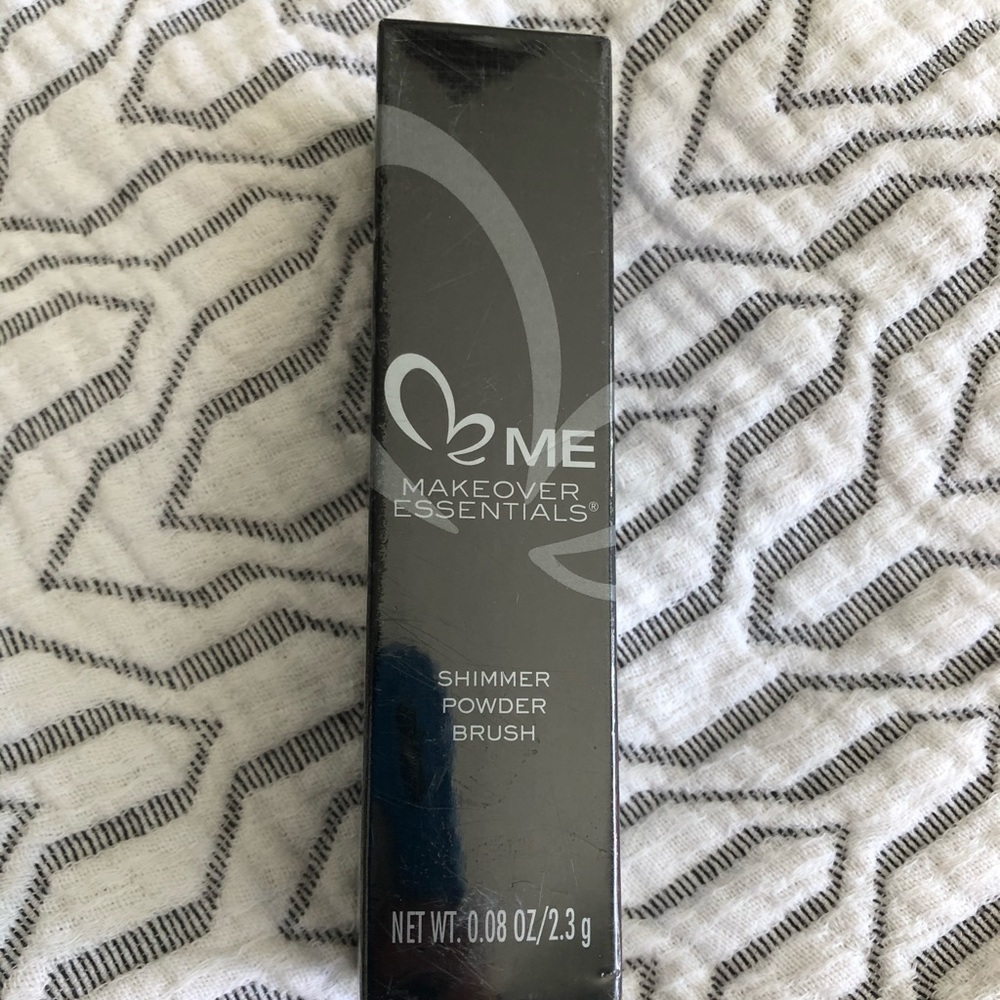 ME
MAKEOVER
ESSENTIALS®
SHIMMER
POWDER
BRUSH
NET WT. 0.08 OZ/2.3 g